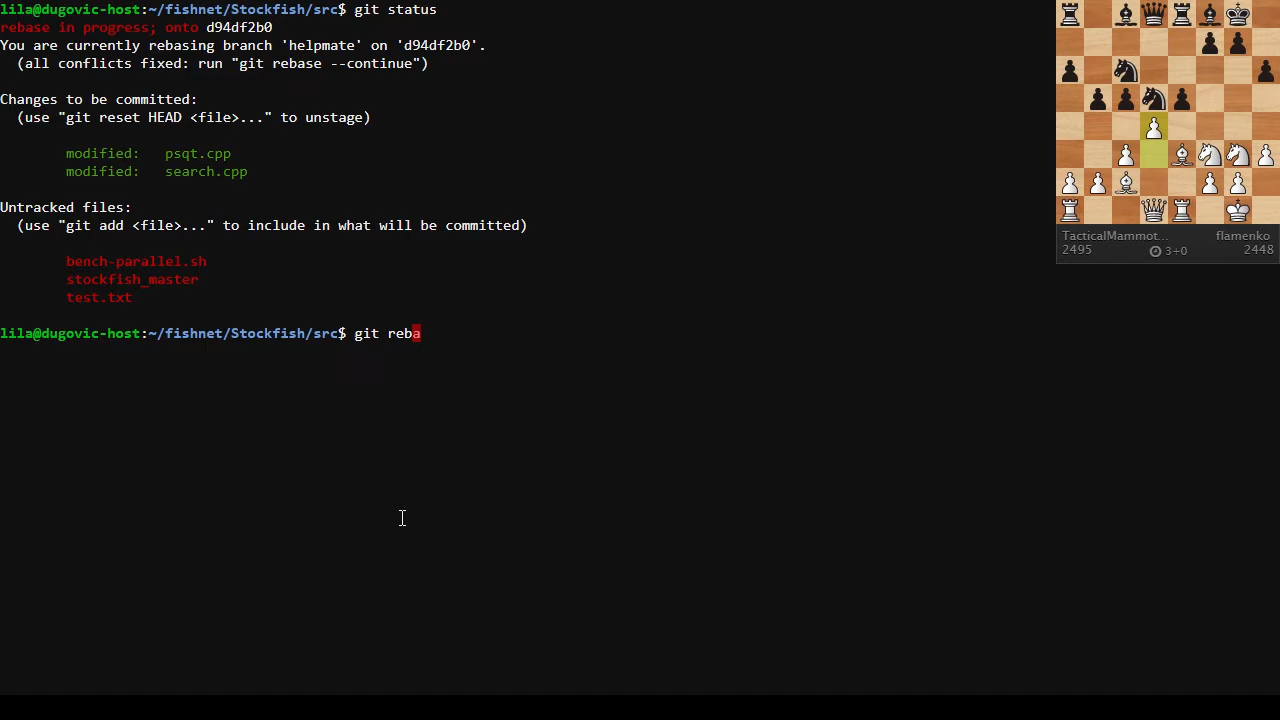 lila@dugovic-host:~/fishnet/Stockfish/src$ git status
rebase in progress; onto d94df2b0
You are currently rebasing branch 'helpmate' on 'd94df2b0'.
(all conflicts fixed: run "git rebase --continue")
Changes to be committed:
(use "git reset HEAD <file>..." to unstage)
modified: psqt.cpp
modified: search.cpp
Untracked files:
(use "git add <file>..." to include in what will be committed)
bench-parallel.sh
stockfish_master
test.txt
lila@dugovic-host:~/fishnet/Stockfish/src$ git reba
TacticalMammot... flamenko
2495 3+0 2448